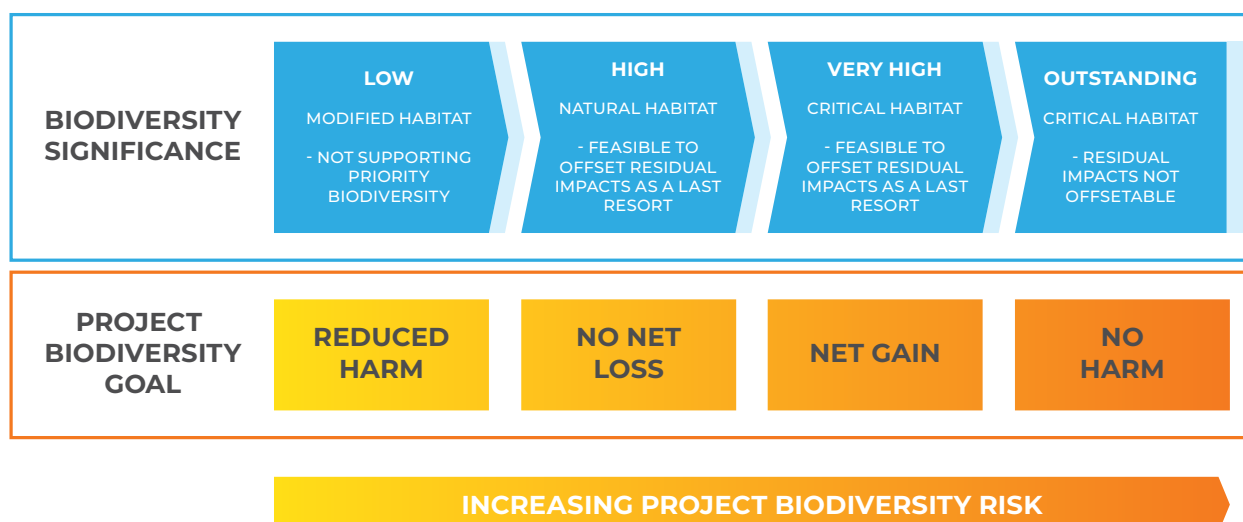 BIODIVERSITY
SIGNIFICANCE
LOW
MODIFIED HABITAT
- NOT SUPPORTING
PRIORITY
BIODIVERSITY
HIGH
NATURAL HABITAT
- FEASIBLE TO
OFFSET RESIDUAL
IMPACTS AS A LAST
RESORT
VERY HIGH
CRITICAL HABITAT
- FEASIBLE TO
OFFSET RESIDUAL
IMPACTS AS A LAST
RESORT
OUTSTANDING
CRITICAL HABITAT
- RESIDUAL
IMPACTS NOT
OFFSETABLE
PROJECT
BIODIVERSITY
GOAL
REDUCED
HARM
NO NET
LOSS
NET GAIN
NO
HARM
INCREASING PROJECT BIODIVERSITY RISK